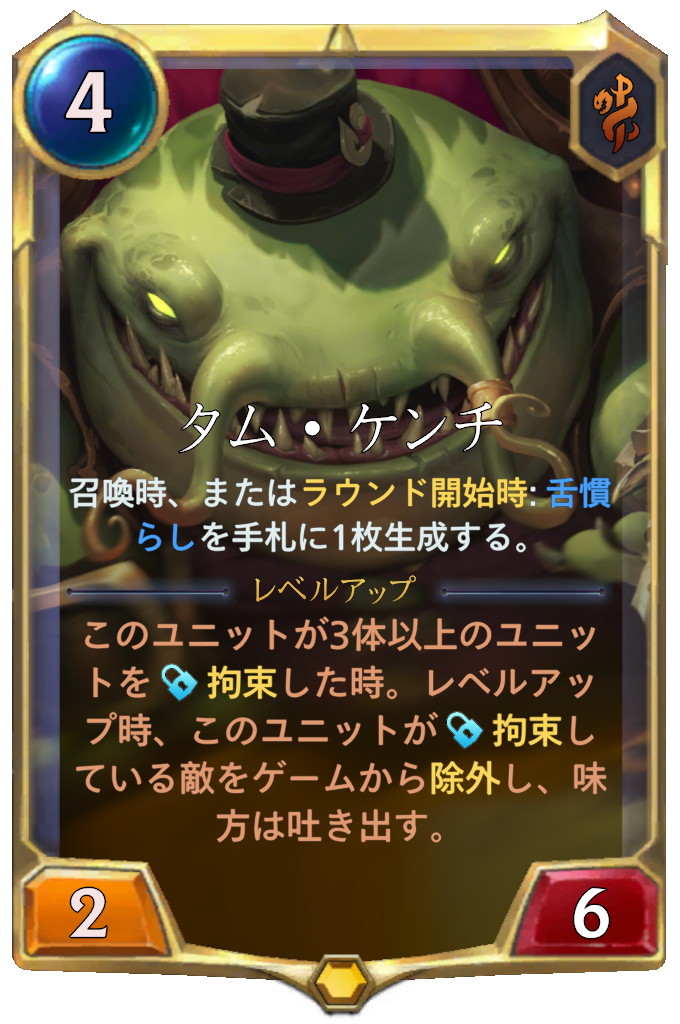 4
タム・ケンチ
召喚時、またはラウンド開始時: 舌慣
らしを手札に1枚生成する。
レベルアップ
このユニットが3体以上のユニッ
トを 拘束した時。レベルアッ
プ時、このユニットが 拘束し
ている敵をゲームから除外し、味
方は吐き出す。
2
6